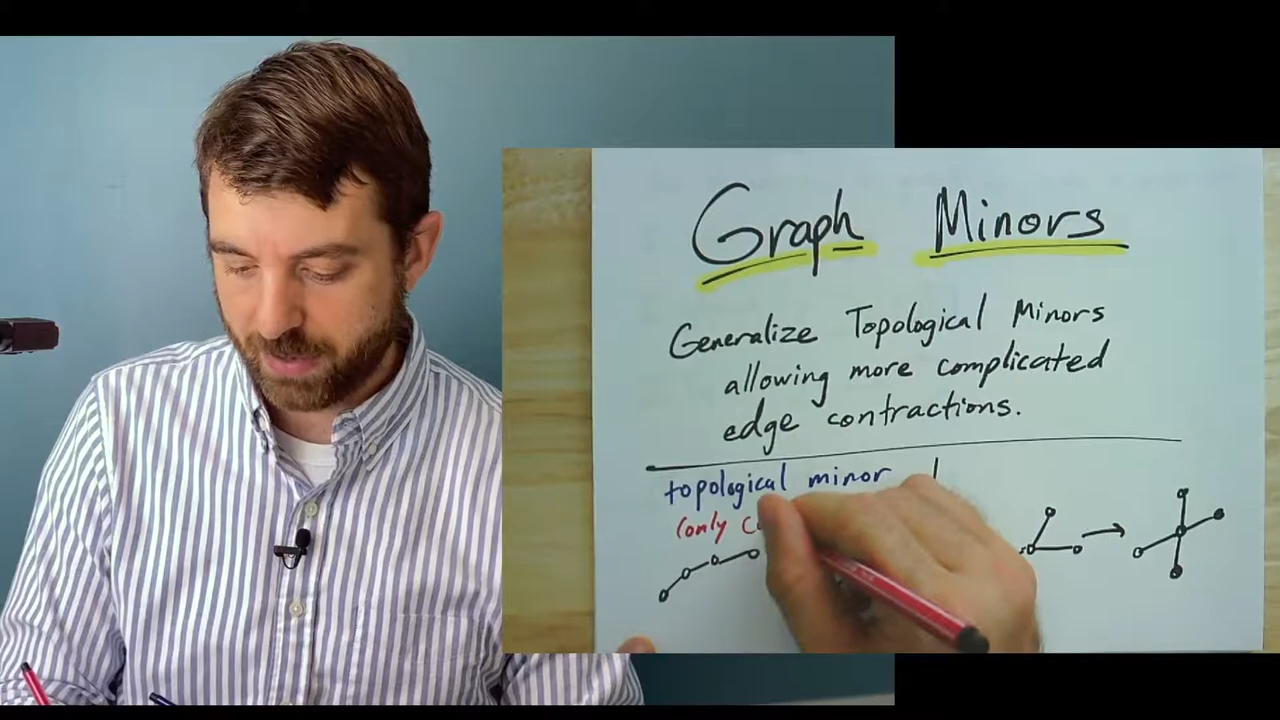 Graph Minors
Generalize Topological Minors
allowing more complicated
edge contractions.
topological minor
(only